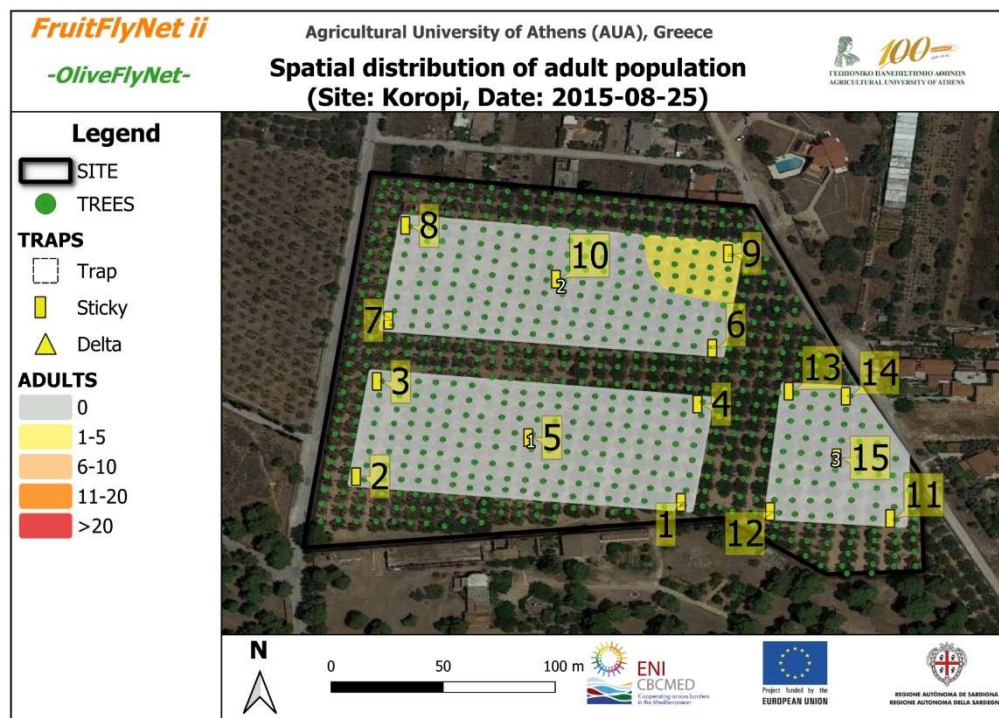 FruitFlyNet ii
-OliveFlyNet-
Agricultural University of Athens (AUA), Greece
Spatial distribution of adult population
(Site: Koropi, Date: 2015-08-25)
100
ΓΕΩΠΟΝΙΚΟ ΠΑΝΕΠΙΣΤΗΜΙΟ ΑΘΗΝΩΝ
AGRICULTURAL UNIVERSITY OF ATHENS
Legend
SITE
TREES
TRAPS
Trap
Sticky
Delta
ADULTS
0
1-5
6-10
11-20
>20
8
10
2
9
7
6
3
4
5
1
2
1
13
14
15
3
12
11
N
0 50 100 m
ENI
CBCMED
Cooperating across borders
in the Mediterranean
Project funded by the
EUROPEAN UNION
REGIONE AUTÒNOMA DE SARDIGNA
REGIONE AUTONOMA DELLA SARDEGNA